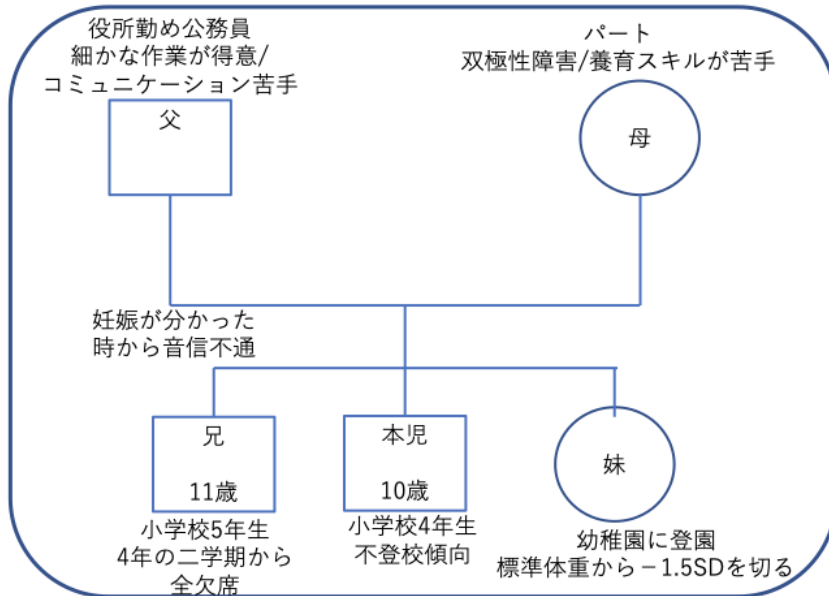 役所勤め公務員
細かな作業が得意/
コミュニケーション苦手
父
パート
双極性障害/養育スキルが苦手
母
妊娠が分かった
時から音信不通
兄
11歳
小学校5年生
4年の二学期から
全欠席
本児
10歳
小学校4年生
不登校傾向
妹
幼稚園に登園
標準体重から－1.5SDを切る